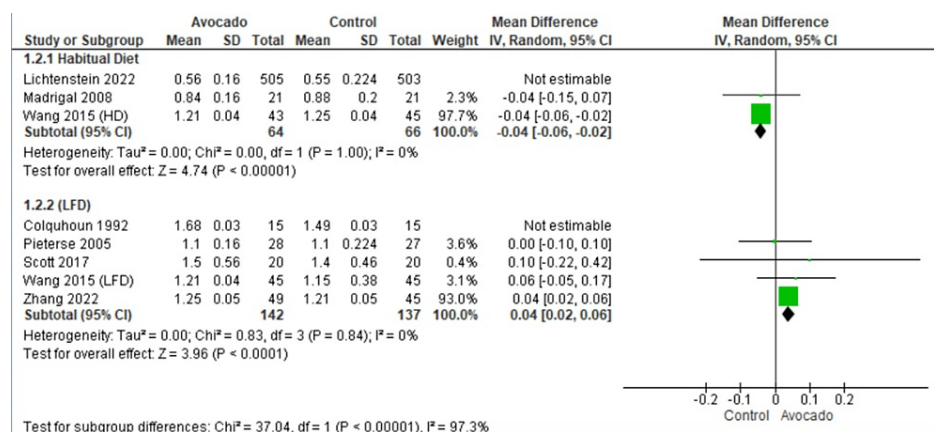 Avocado Control Mean Difference Mean Difference
Study or Subgroup Mean SD Total Mean SD Total Weight IV, Random, 95% CI IV, Random, 95% CI
1.2.1 Habitual Diet
Lichtenstein 2022 0.56 0.16 505 0.55 0.224 503 Not estimable
Madrigal 2008 0.84 0.16 21 0.88 0.2 21 2.3% -0.04 [-0.15, 0.07]
Wang 2015 (HD) 1.21 0.04 43 1.25 0.04 45 97.7% -0.04 [-0.06, -0.02]
Subtotal (95% CI) 64 66 100.0% -0.04 [-0.06, -0.02]
Heterogeneity: Tau² = 0.00; Chi² = 0.00, df = 1 (P = 1.00); I² = 0%
Test for overall effect: Z = 4.74 (P < 0.00001)
1.2.2 (LFD)
Colquhoun 1992 1.68 0.03 15 1.49 0.03 15 Not estimable
Pieterse 2005 1.1 0.16 28 1.1 0.224 27 3.6% 0.00 [-0.10, 0.10]
Scott 2017 1.5 0.56 20 1.4 0.46 20 0.4% 0.10 [-0.22, 0.42]
Wang 2015 (LFD) 1.21 0.04 45 1.15 0.38 45 3.1% 0.06 [-0.05, 0.17]
Zhang 2022 1.25 0.05 49 1.21 0.05 45 93.0% 0.04 [0.02, 0.06]
Subtotal (95% CI) 142 137 100.0% 0.04 [0.02, 0.06]
Heterogeneity: Tau² = 0.00; Chi² = 0.83, df = 3 (P = 0.84); I² = 0%
Test for overall effect: Z = 3.96 (P < 0.0001)
-0.2 -0.1 0 0.1 0.2
Control Avocado
Test for subgroup differences: Chi² = 37.04, df = 1 (P < 0.00001), I² = 97.3%